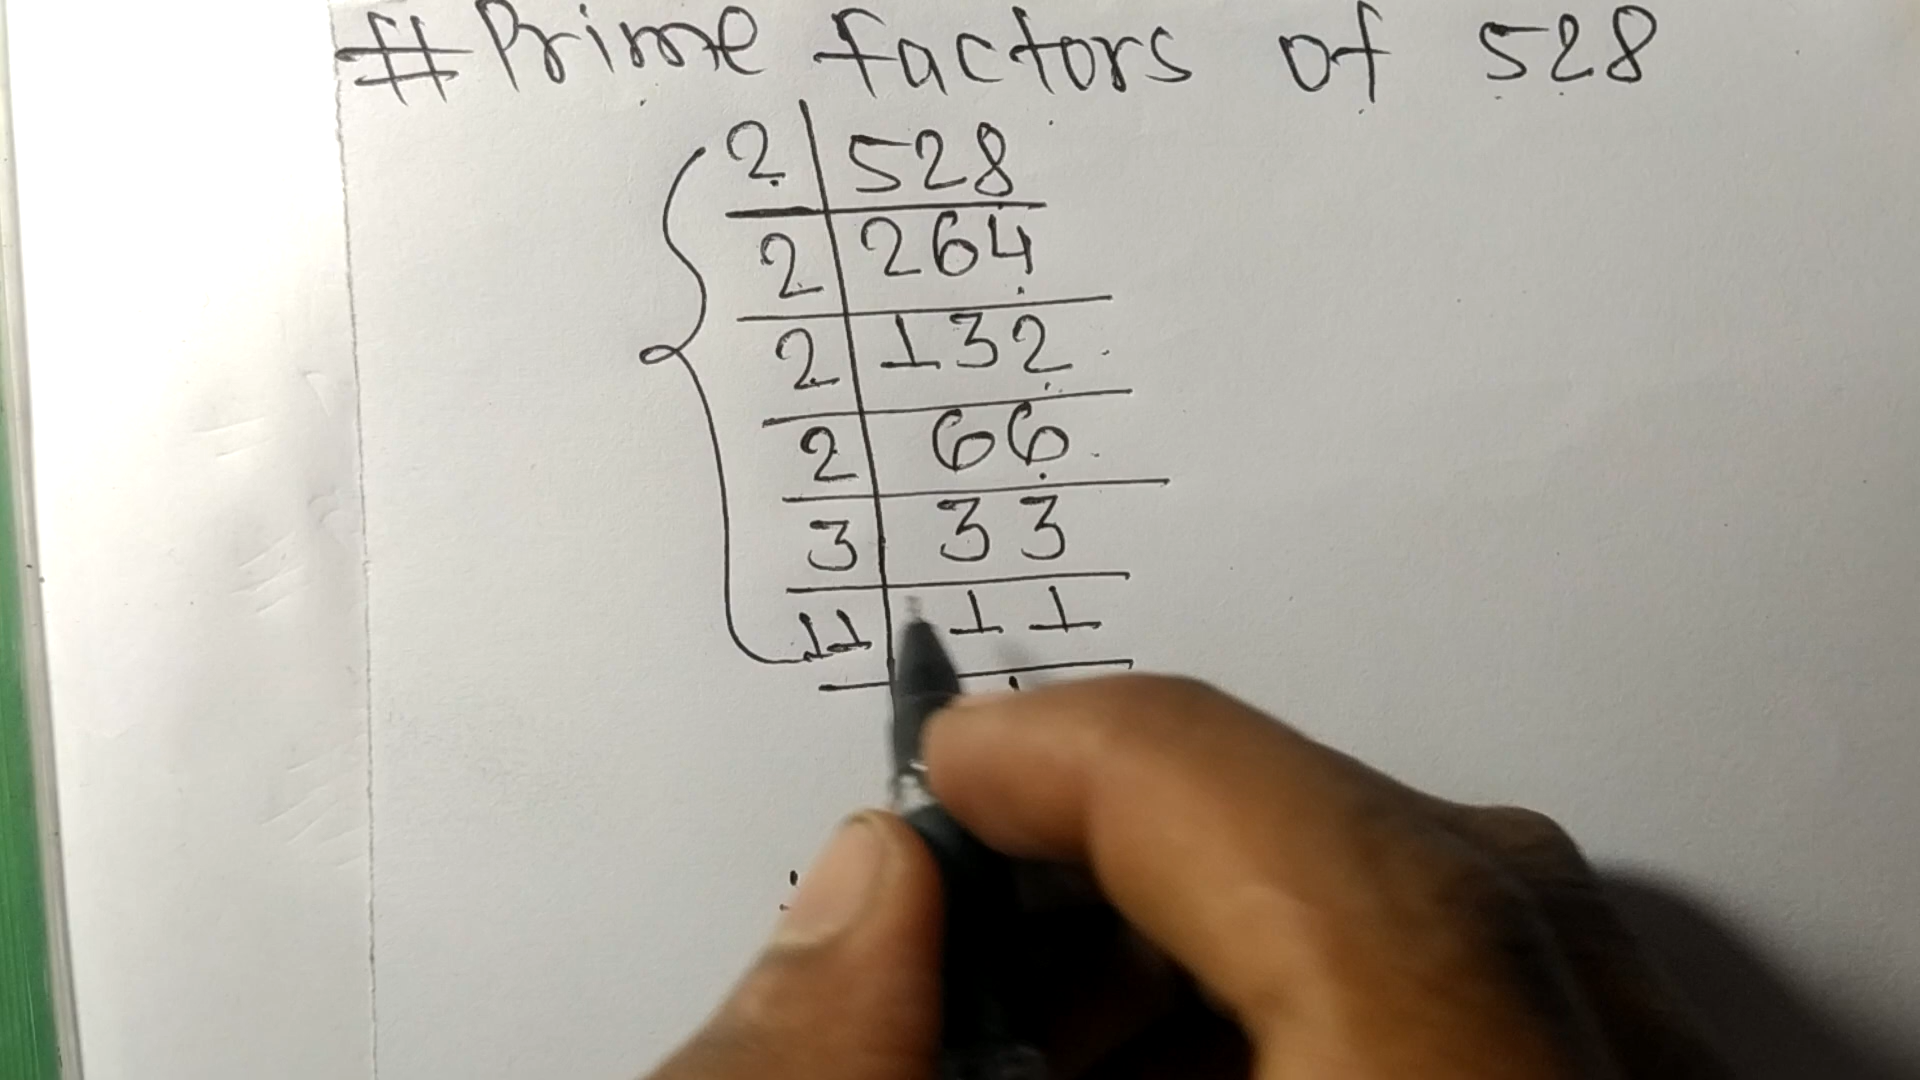 # Prime factors of 528
2 | 528
2 | 264
2 | 132
2 | 66
3 | 33
11 | 11